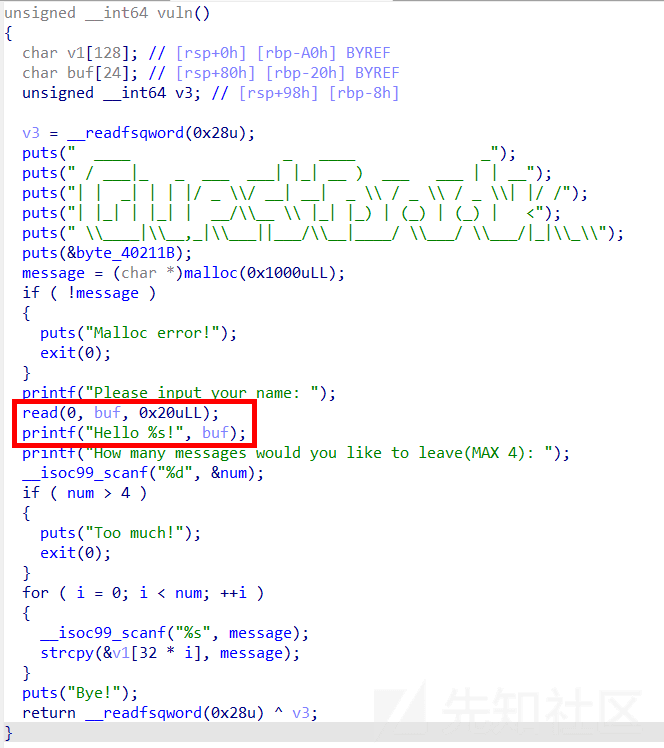 unsigned __int64 vuln()
{
  char v1[128]; // [rsp+0h] [rbp-A0h] BYREF
  char buf[24]; // [rsp+80h] [rbp-20h] BYREF
  unsigned __int64 v3; // [rsp+98h] [rbp-8h]

  v3 = __readfsqword(0x28u);
  puts("  ____                     _   ____              _");
  puts(" / ___|_   _  ___  ___| |_| __ )  ___   ___ | | __");
  puts("| |  _| | | |/ _ \\/ __| __|  _ \\ / _ \\ / _ \\| |/ /");
  puts("| |_| | |_| |  __/\\__ \\ |_| |_) | (_) | (_) |   <");
  puts(" \\____|\\__,_|\\___||___/\\__|____/ \\___/ \\___/|_|\\_\\");
  puts(&byte_40211B);
  message = (char *)malloc(0x1000uLL);
  if ( !message )
  {
    puts("Malloc error!");
    exit(0);
  }
  printf("Please input your name: ");
  read(0, buf, 0x20uLL);
  printf("Hello %s!", buf);
  printf("How many messages would you like to leave(MAX 4): ");
  __isoc99_scanf("%d", &num);
  if ( num > 4 )
  {
    puts("Too much!");
    exit(0);
  }
  for ( i = 0; i < num; ++i )
  {
    __isoc99_scanf("%s", message);
    strcpy(&v1[32 * i], message);
  }
  puts("Bye!");
  return __readfsqword(0x28u) ^ v3;
}
先知社区